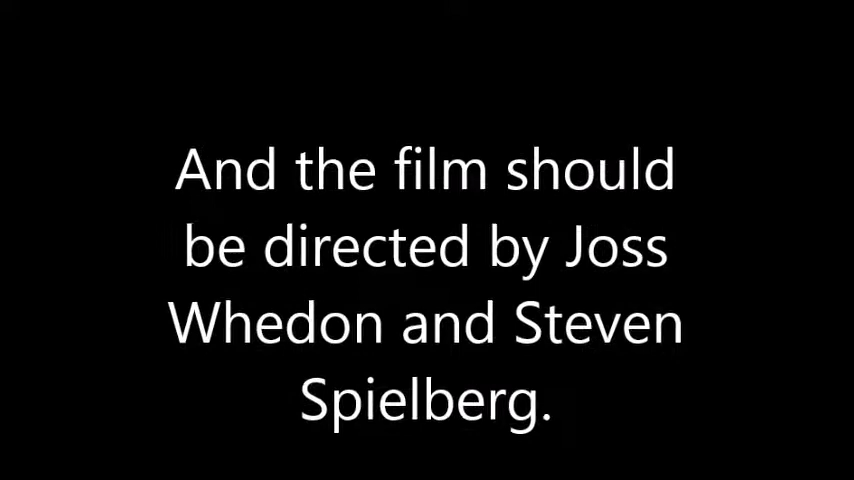 And the film should
be directed by Joss
Whedon and Steven
Spielberg.